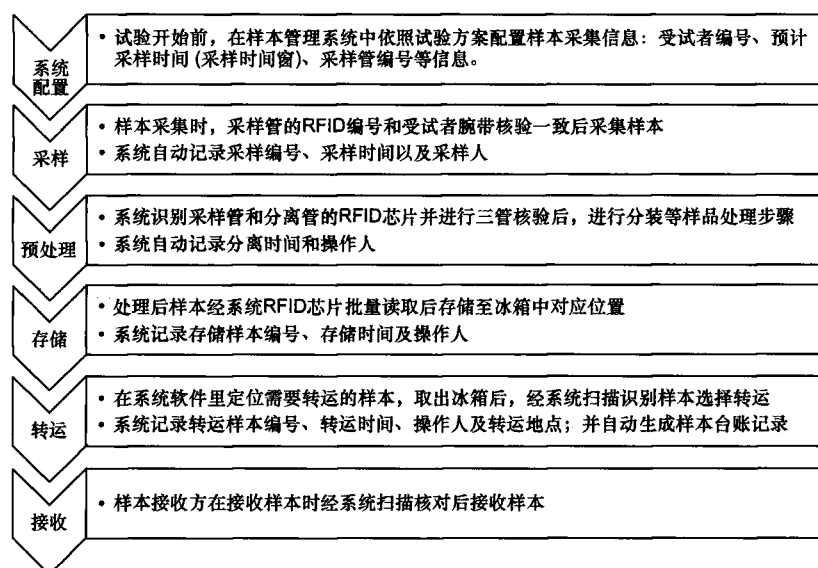 系统
配置
• 试验开始前，在样本管理系统中依照试验方案配置样本采集信息：受试者编号、预计
采样时间 (采样时间窗)、采样管编号等信息。
采样
• 样本采集时，采样管的RFID编号和受试者腕带核验一致后采集样本
• 系统自动记录采样编号、采样时间以及采样人
预处理
• 系统识别采样管和分离管的RFID芯片并进行三管核验后，进行分装等样品处理步骤
• 系统自动记录分离时间和操作人
存储
• 处理后样本经系统RFID芯片批量读取后存储至冰箱中对应位置
• 系统记录存储样本编号、存储时间及操作人
转运
• 在系统软件里定位需要转运的样本，取出冰箱后，经系统扫描识别样本选择转运
• 系统记录转运样本编号、转运时间、操作人及转运地点；并自动生成样本台账记录
接收
• 样本接收方在接收样本时经系统扫描核对后接收样本